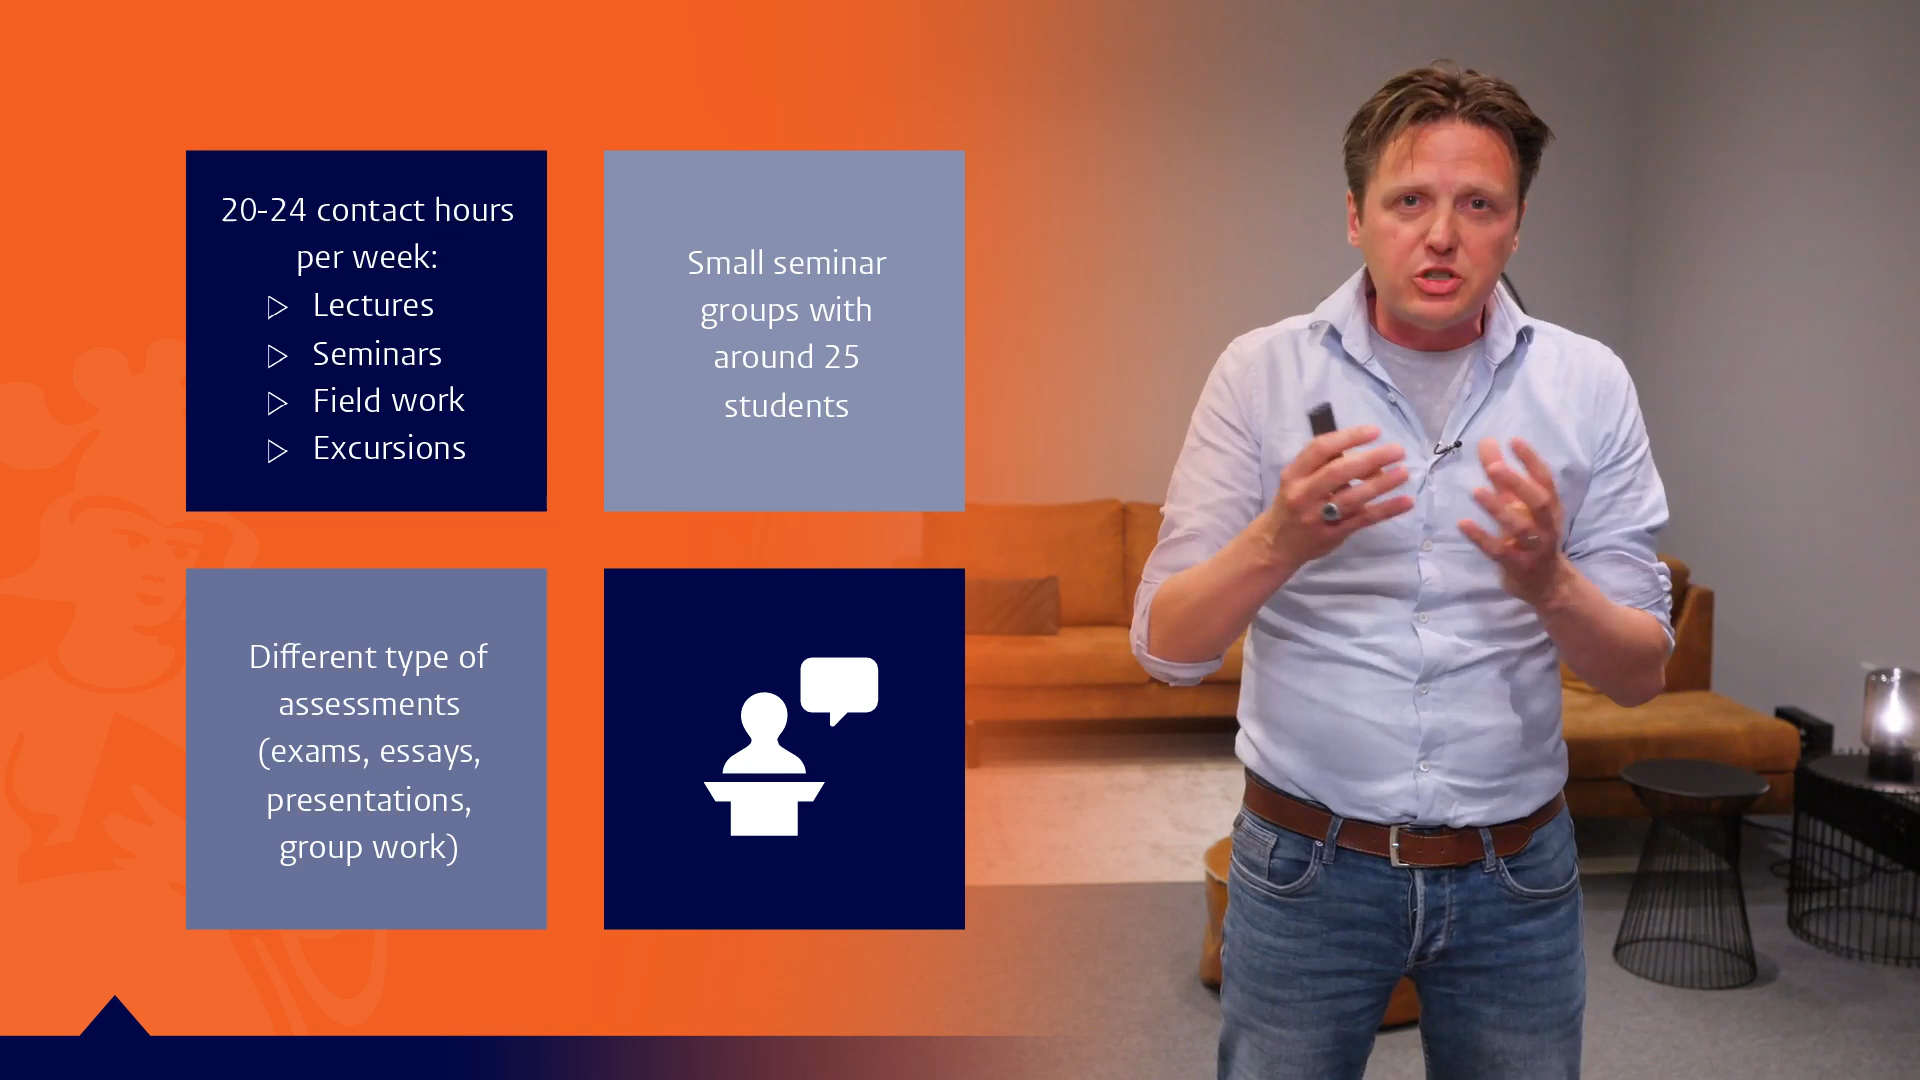 20-24 contact hours
per week:
▷ Lectures
▷ Seminars
▷ Field work
▷ Excursions
Small seminar
groups with
around 25
students
Different type of
assessments
(exams, essays,
presentations,
group work)